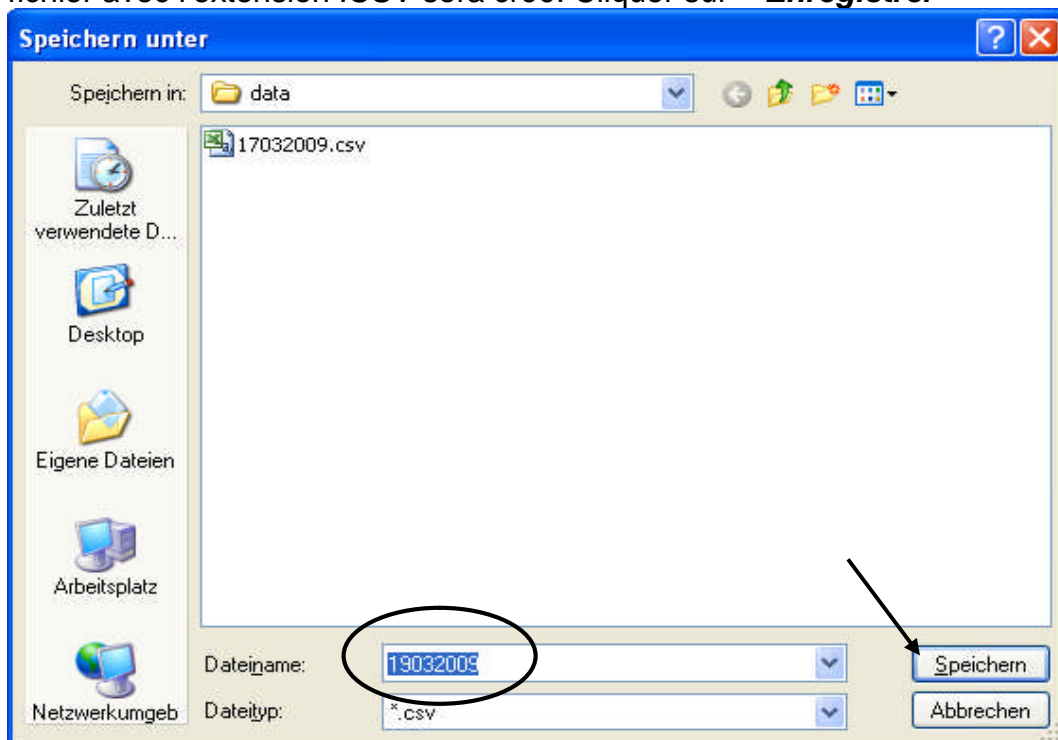 Speichern unter
Speichern in: data
17032009.csv
Zuletzt
verwendete D...
Desktop
Eigene Dateien
Arbeitsplatz
Netzwerkumgeb
Dateiname: 19032009 Speichern
Dateityp: *.csv Abbrechen